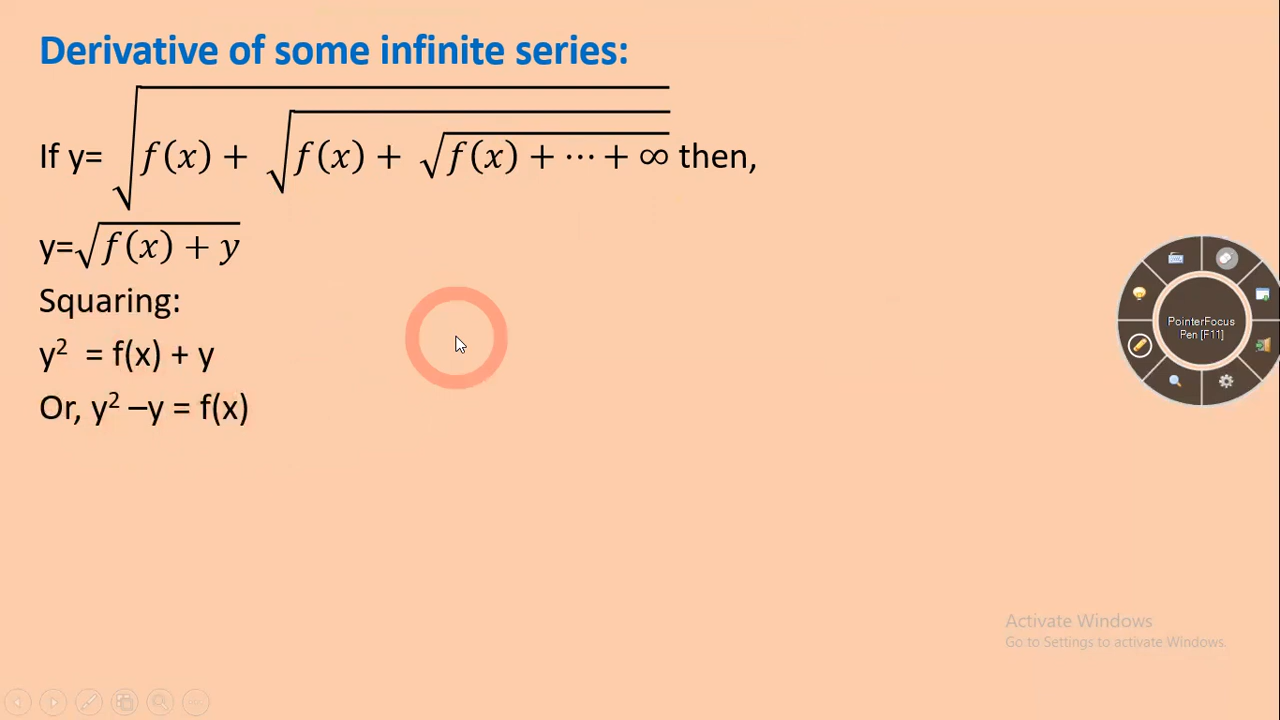 Derivative of some infinite series:
If y= √(f(x) + √(f(x) + √(f(x) + ⋯ + ∞))) then,
y=√(f(x) + y)
Squaring:
y² = f(x) + y
Or, y² –y = f(x)
PointerFocus
Pen [F11]
Activate Windows
Go to Settings to activate Windows.